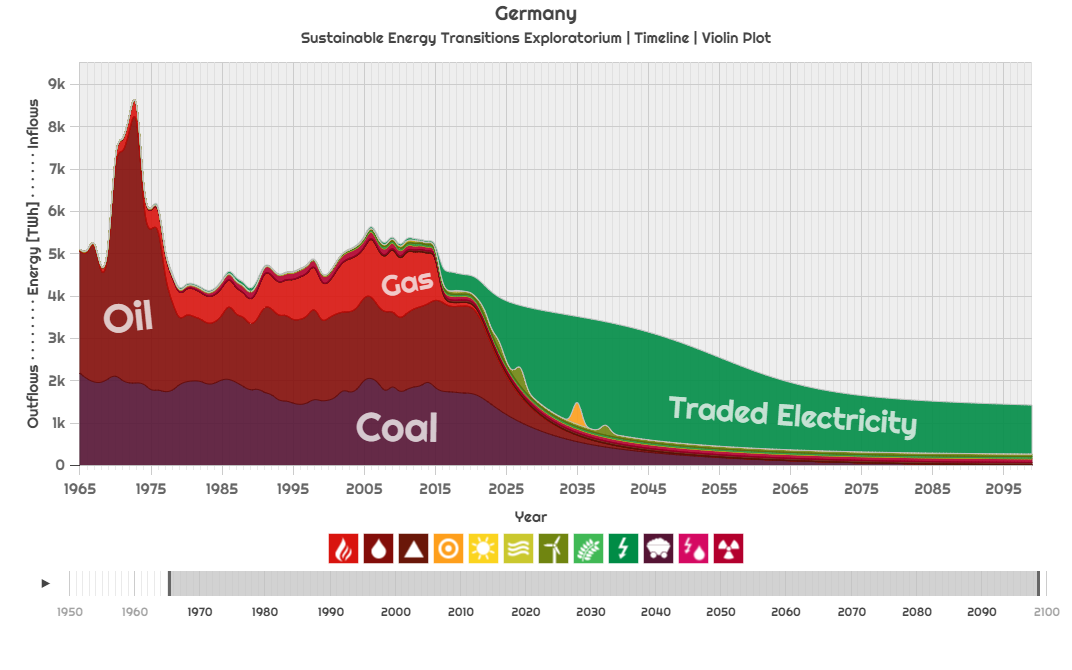 Germany
Sustainable Energy Transitions Exploratorium | Timeline | Violin Plot
Outflows · · · · · · · Energy [TWh] · · · · · · Inflows
9k
8k
7k
6k
5k
4k
3k
2k
1k
0
Oil
Gas
Coal
Traded Electricity
1965 1975 1985 1995 2005 2015 2025 2035 2045 2055 2065 2075 2085 2095
Year
1950 1960 1970 1980 1990 2000 2010 2020 2030 2040 2050 2060 2070 2080 2090 2100